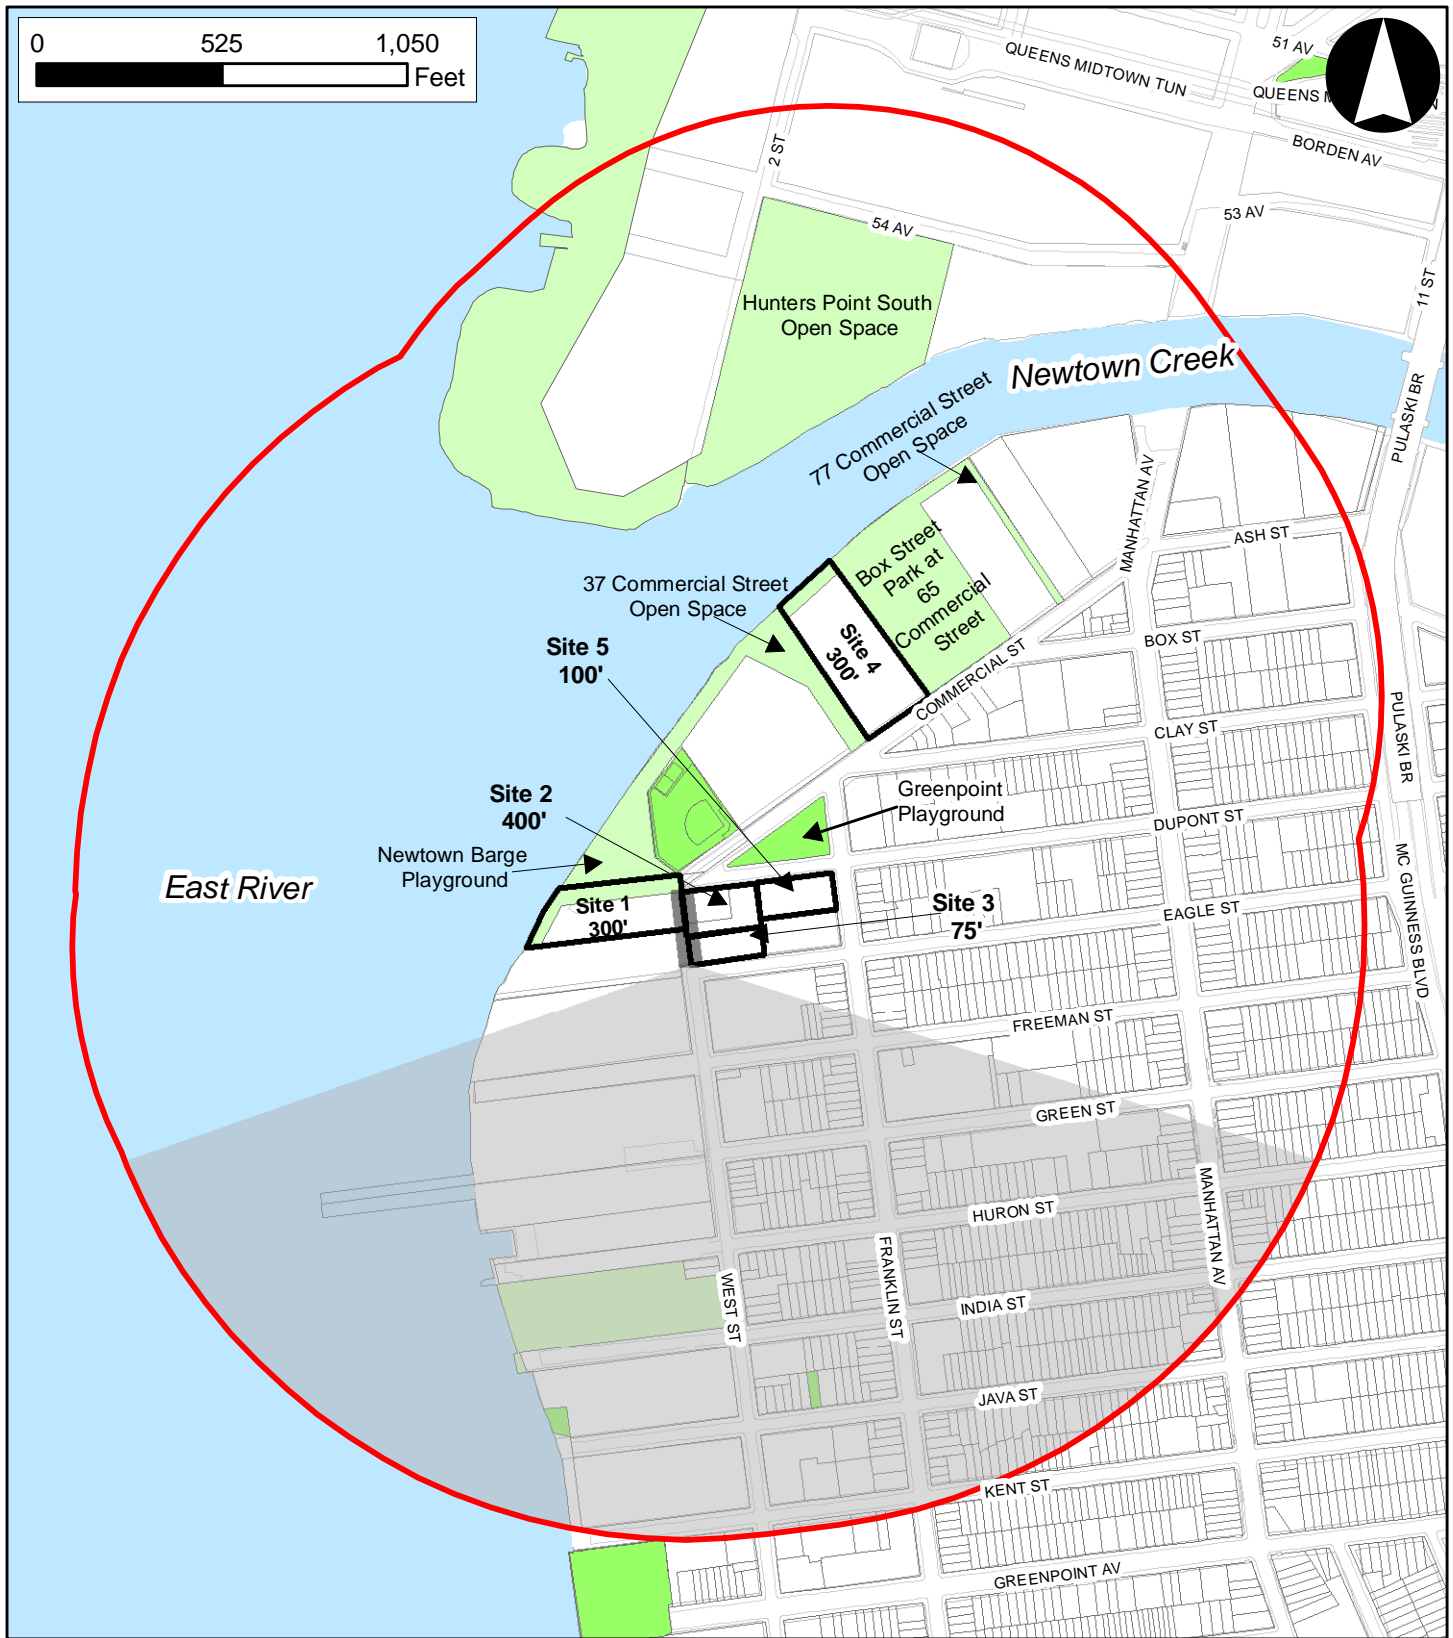 0 525 1,050
Feet
51 AV
QUEENS MIDTOWN TUN
QUEENS M
BORDEN AV
2 ST
54 AV
53 AV
11 ST
Hunters Point South
Open Space
Newtown Creek
PULASKI BR
77 Commercial Street
Open Space
MANHATTAN AV
ASH ST
Box Street
Park at
65
Commercial
Street
37 Commercial Street
Open Space
Site 4
300'
BOX ST
COMMERCIAL ST
Site 5
100'
CLAY ST
PULASKI BR
Site 2
400'
Greenpoint
Playground
DUPONT ST
Newtown Barge
Playground
East River
Site 1
300'
Site 3
75'
EAGLE ST
MC GUINNESS BLVD
FREEMAN ST
GREEN ST
HURON ST
MANHATTAN AV
WEST ST
FRANKLIN ST
INDIA ST
JAVA ST
KENT ST
GREENPOINT AV